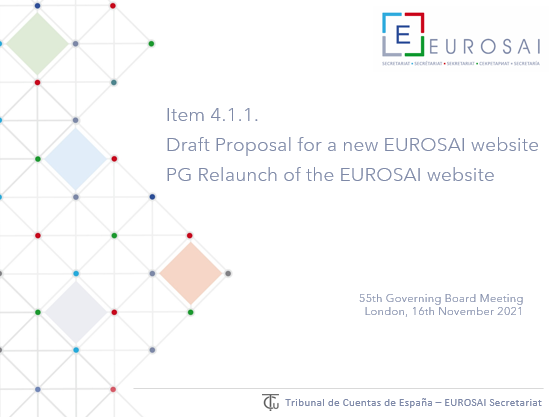 E EUROSAI
SECRETARIAT • SECRÉTARIAT • SEKRETARIAT • СЕКРЕТАРИАТ • SECRETARÍA
Item 4.1.1.
Draft Proposal for a new EUROSAI website
PG Relaunch of the EUROSAI website
55th Governing Board Meeting
London, 16th November 2021
Tribunal de Cuentas de España – EUROSAI Secretariat